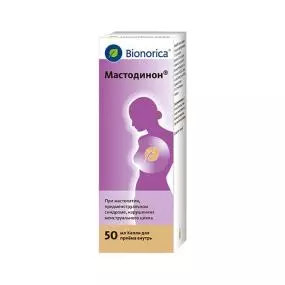 Bionorica®
Мастодинон®
При мастопатии,
предменструальном
синдроме, нарушениях
менструального цикла
50 мл Капли для
приёма внутрь